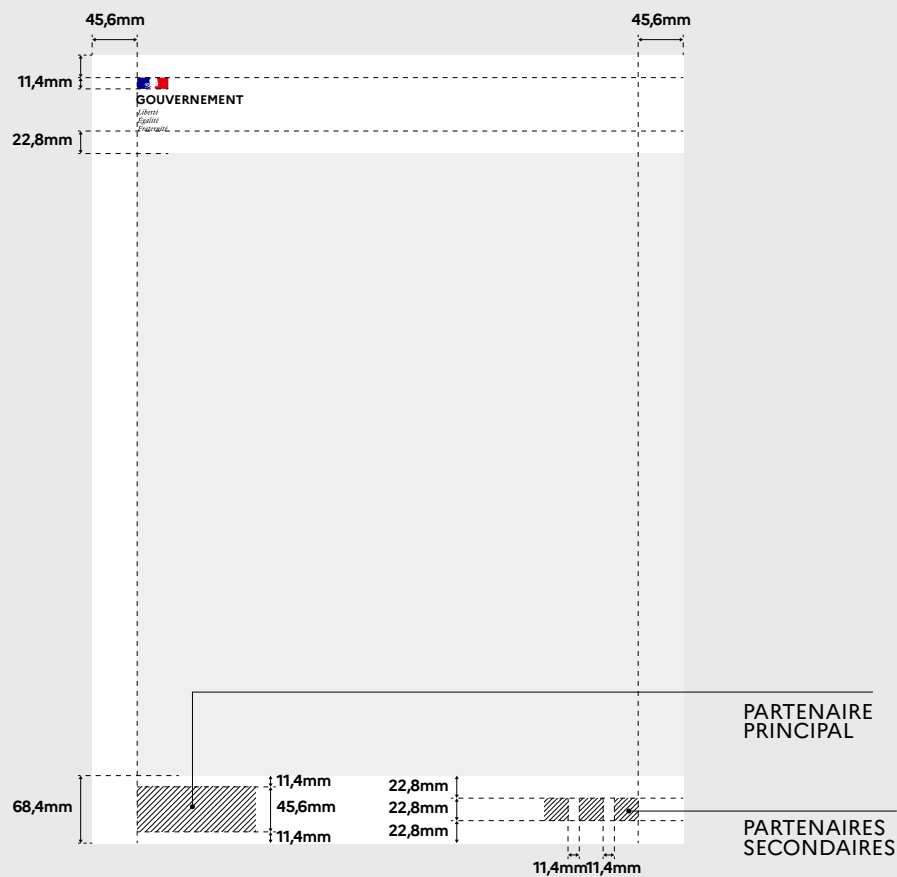 45,6mm
45,6mm
11,4mm
GOUVERNEMENT
Liberté
Égalité
Fraternité
22,8mm
PARTENAIRE
PRINCIPAL
11,4mm
22,8mm
68,4mm
45,6mm
22,8mm
11,4mm
22,8mm
PARTENAIRES
SECONDAIRES
11,4mm
11,4mm